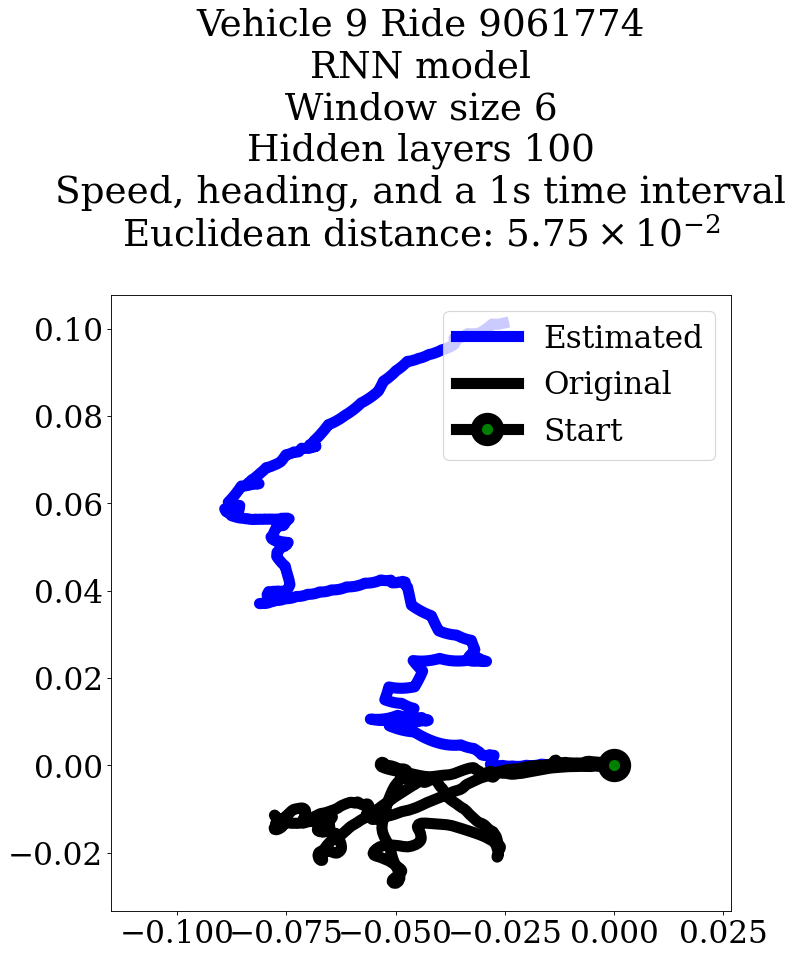 Vehicle 9 Ride 9061774
RNN model
Window size 6
Hidden layers 100
Speed, heading, and a 1s time interval
Euclidean distance: 5.75 × 10⁻²
Estimated
Original
Start
0.10
0.08
0.06
0.04
0.02
0.00
−0.02
−0.100 −0.075 −0.050 −0.025 0.000 0.025